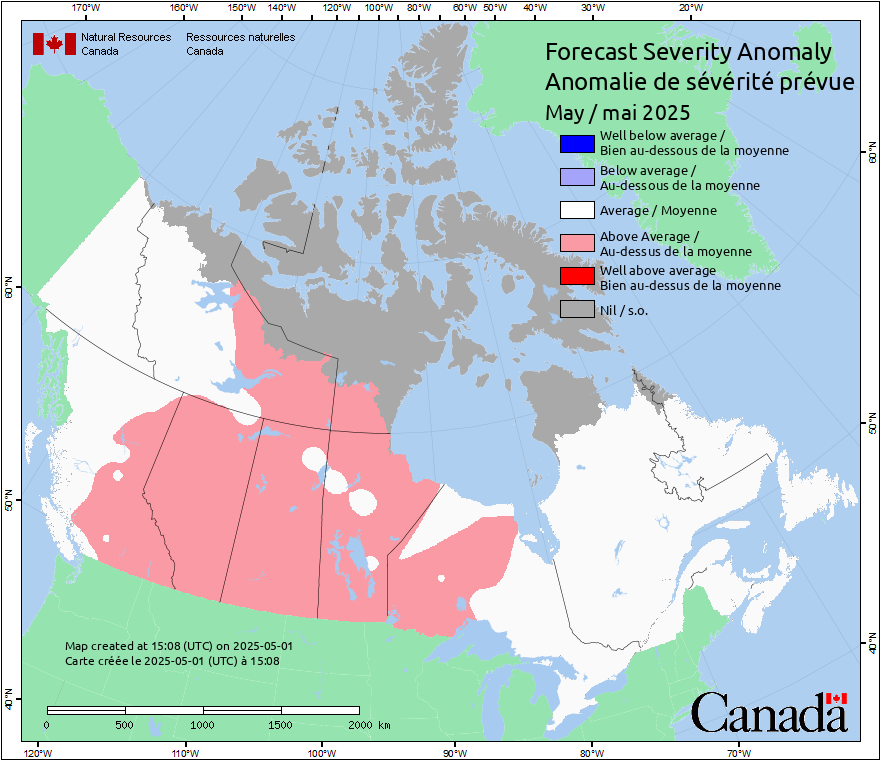 170°W 160°W 150°W 140°W 130°W 120°W 110°W 100°W 90°W 80°W 70°W 60°W 50°W 40°W 30°W 20°W
Natural Resources
Canada
Ressources naturelles
Canada
Forecast Severity Anomaly
Anomalie de sévérité prévue
May / mai 2025
Well below average /
Bien au-dessous de la moyenne
Below average /
Au-dessous de la moyenne
Average / Moyenne
Above Average /
Au-dessus de la moyenne
Well above average
Bien au-dessus de la moyenne
Nil / s.o.
60°N
50°N
40°N
60°N
50°N
40°N
Map created at 15:08 (UTC) on 2025-05-01
Carte créée le 2025-05-01 (UTC) à 15:08
0 500 1000 1500 2000 km
Canada
120°W 110°W 100°W 90°W 80°W 70°W